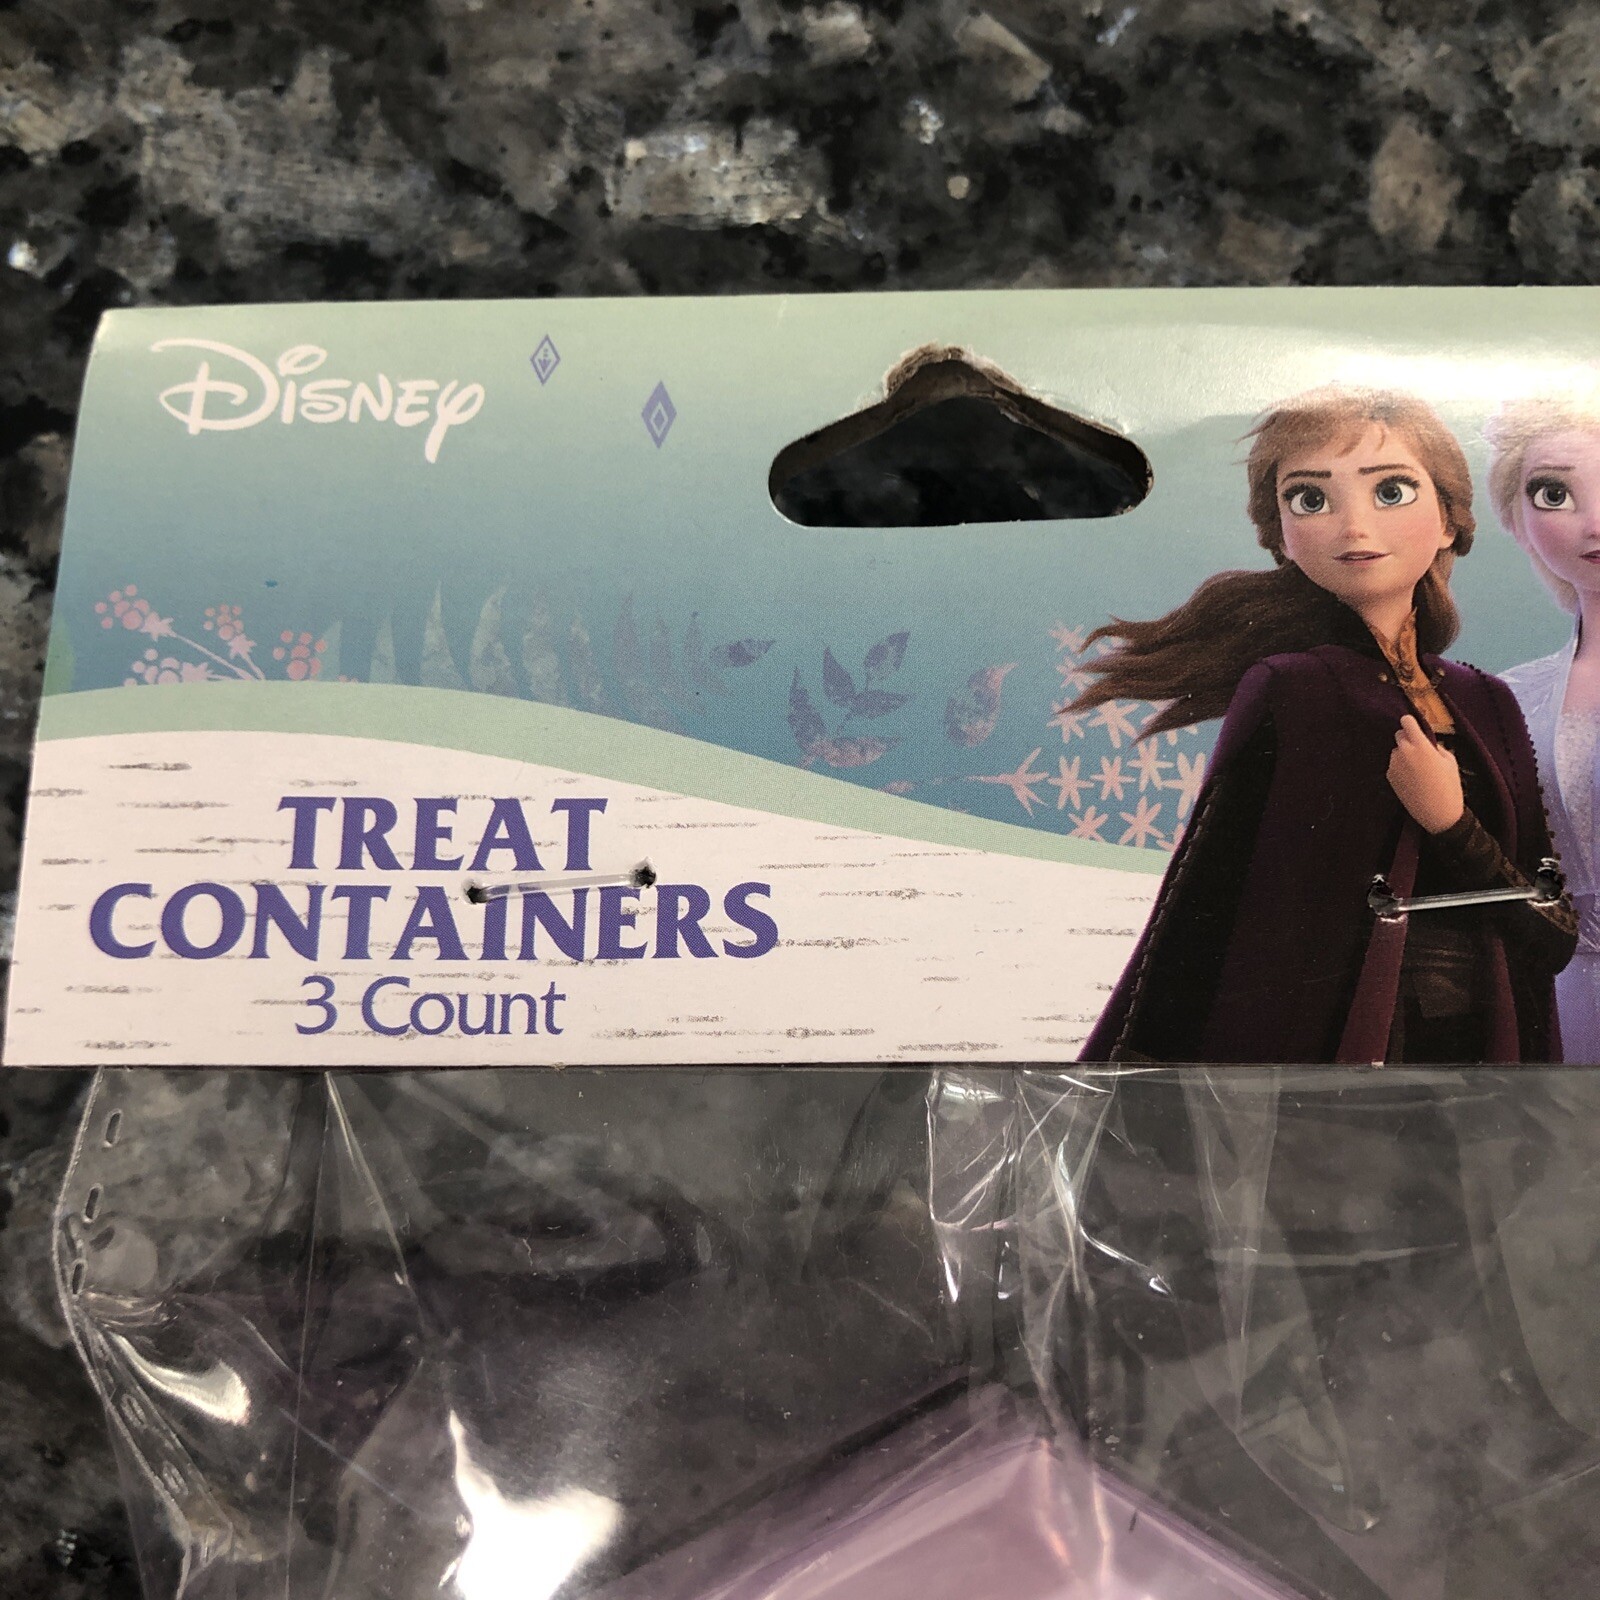 Disney
TREAT
CONTAINERS
3 Count